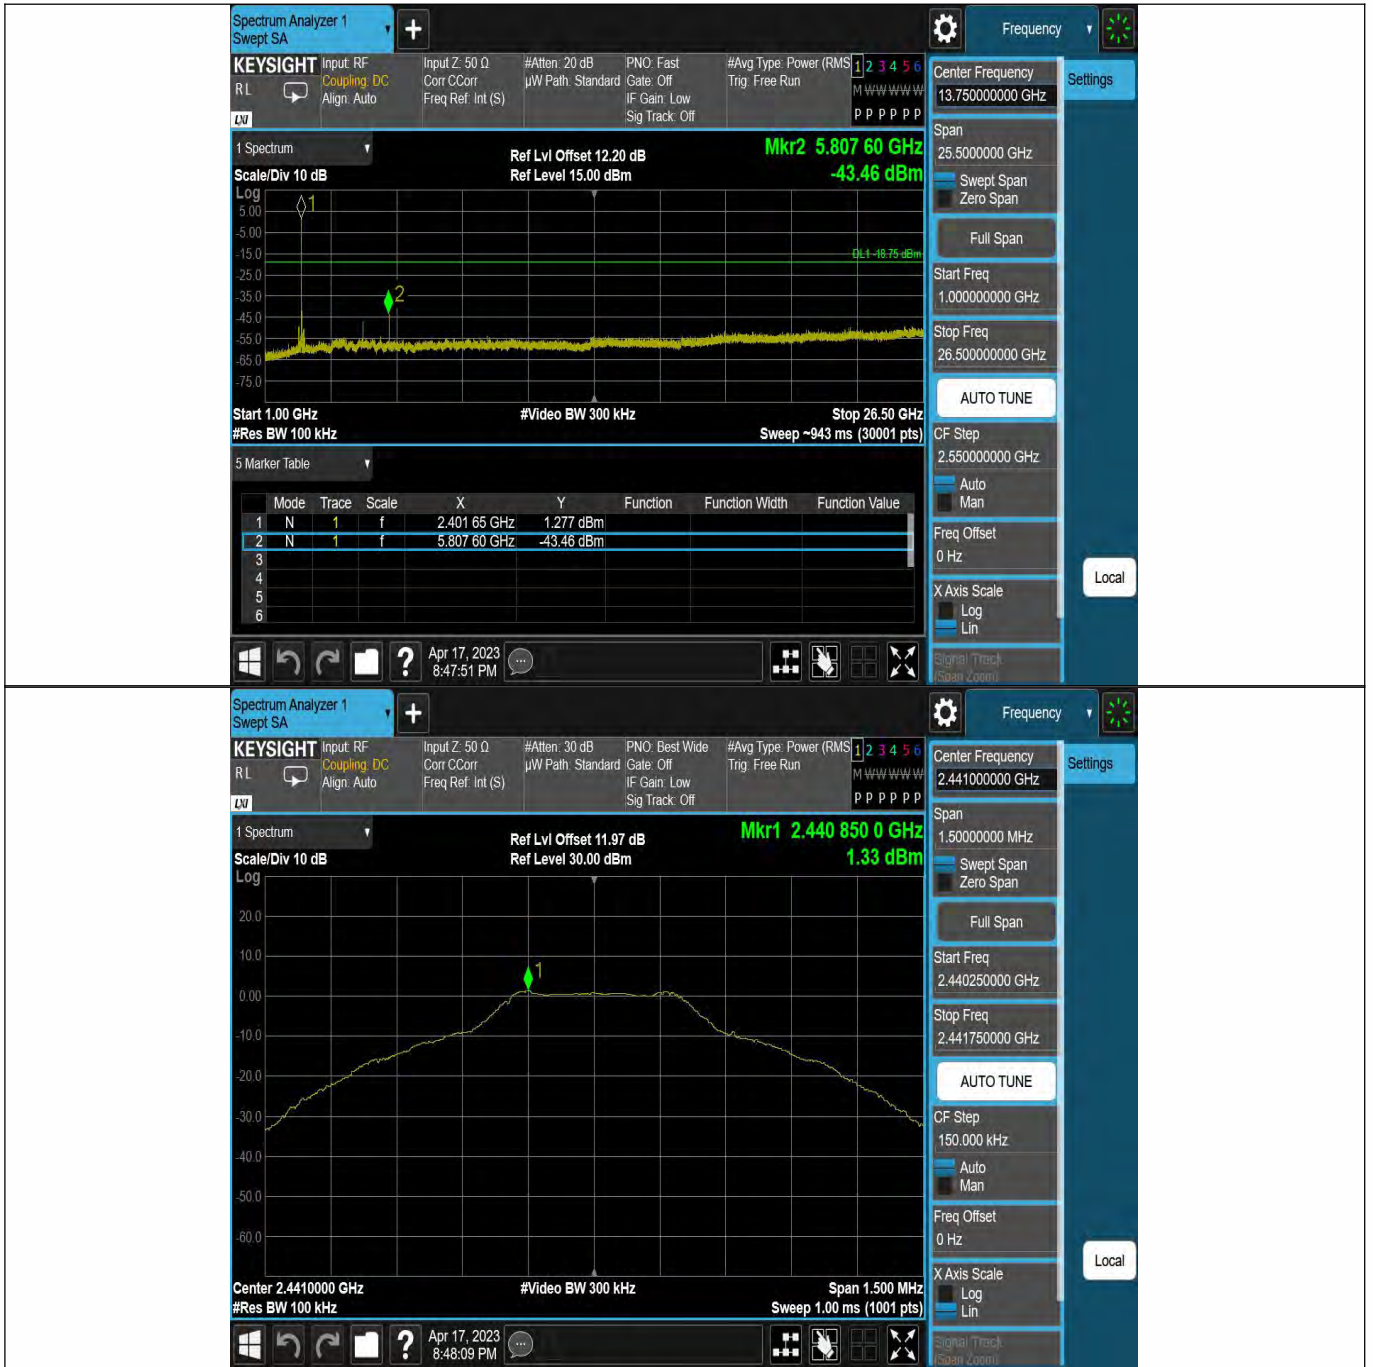 Spectrum Analyzer 1
Swept SA
Frequency
KEYSIGHT
RL
LXI
Input: RF
Coupling: DC
Align: Auto
Input Z: 50 Ω
Corr CCorr
Freq Ref: Int (S)
#Atten: 20 dB
µW Path: Standard
PNO: Fast
Gate: Off
IF Gain: Low
Sig Track: Off
#Avg Type: Power (RMS
Trig: Free Run
1 2 3 4 5 6
M W W W W W
P P P P P P
Center Frequency
13.750000000 GHz
Settings
Span
25.5000000 GHz
Swept Span
Zero Span
Full Span
Start Freq
1.000000000 GHz
Stop Freq
26.500000000 GHz
AUTO TUNE
CF Step
2.550000000 GHz
Auto
Man
Freq Offset
0 Hz
X Axis Scale
Log
Lin
Signal Track
(Span Zoom)
Local
1 Spectrum
Scale/Div 10 dB
Ref Lvl Offset 12.20 dB
Ref Level 15.00 dBm
Mkr2 5.807 60 GHz
-43.46 dBm
Log
5.00
-5.00
-15.0
-25.0
-35.0
-45.0
-55.0
-65.0
-75.0
1
2
DL1 -18.75 dBm
Start 1.00 GHz
#Video BW 300 kHz
Stop 26.50 GHz
#Res BW 100 kHz
Sweep ~943 ms (30001 pts)
5 Marker Table
Mode Trace Scale X Y Function Function Width Function Value
1 N 1 f 2.401 65 GHz 1.277 dBm
2 N 1 f 5.807 60 GHz -43.46 dBm
3
4
5
6
?
Apr 17, 2023
8:47:51 PM
Spectrum Analyzer 1
Swept SA
Frequency
KEYSIGHT
RL
LXI
Input: RF
Coupling: DC
Align: Auto
Input Z: 50 Ω
Corr CCorr
Freq Ref: Int (S)
#Atten: 30 dB
µW Path: Standard
PNO: Best Wide
Gate: Off
IF Gain: Low
Sig Track: Off
#Avg Type: Power (RMS
Trig: Free Run
1 2 3 4 5 6
M W W W W W
P P P P P P
Center Frequency
2.441000000 GHz
Settings
Span
1.50000000 MHz
Swept Span
Zero Span
Full Span
Start Freq
2.440250000 GHz
Stop Freq
2.441750000 GHz
AUTO TUNE
CF Step
150.000 kHz
Auto
Man
Freq Offset
0 Hz
X Axis Scale
Log
Lin
Signal Track
(Span Zoom)
Local
1 Spectrum
Scale/Div 10 dB
Ref Lvl Offset 11.97 dB
Ref Level 30.00 dBm
Mkr1 2.440 850 0 GHz
1.33 dBm
Log
20.0
10.0
0.00
-10.0
-20.0
-30.0
-40.0
-50.0
-60.0
1
Center 2.4410000 GHz
#Video BW 300 kHz
Span 1.500 MHz
#Res BW 100 kHz
Sweep 1.00 ms (1001 pts)
?
Apr 17, 2023
8:48:09 PM